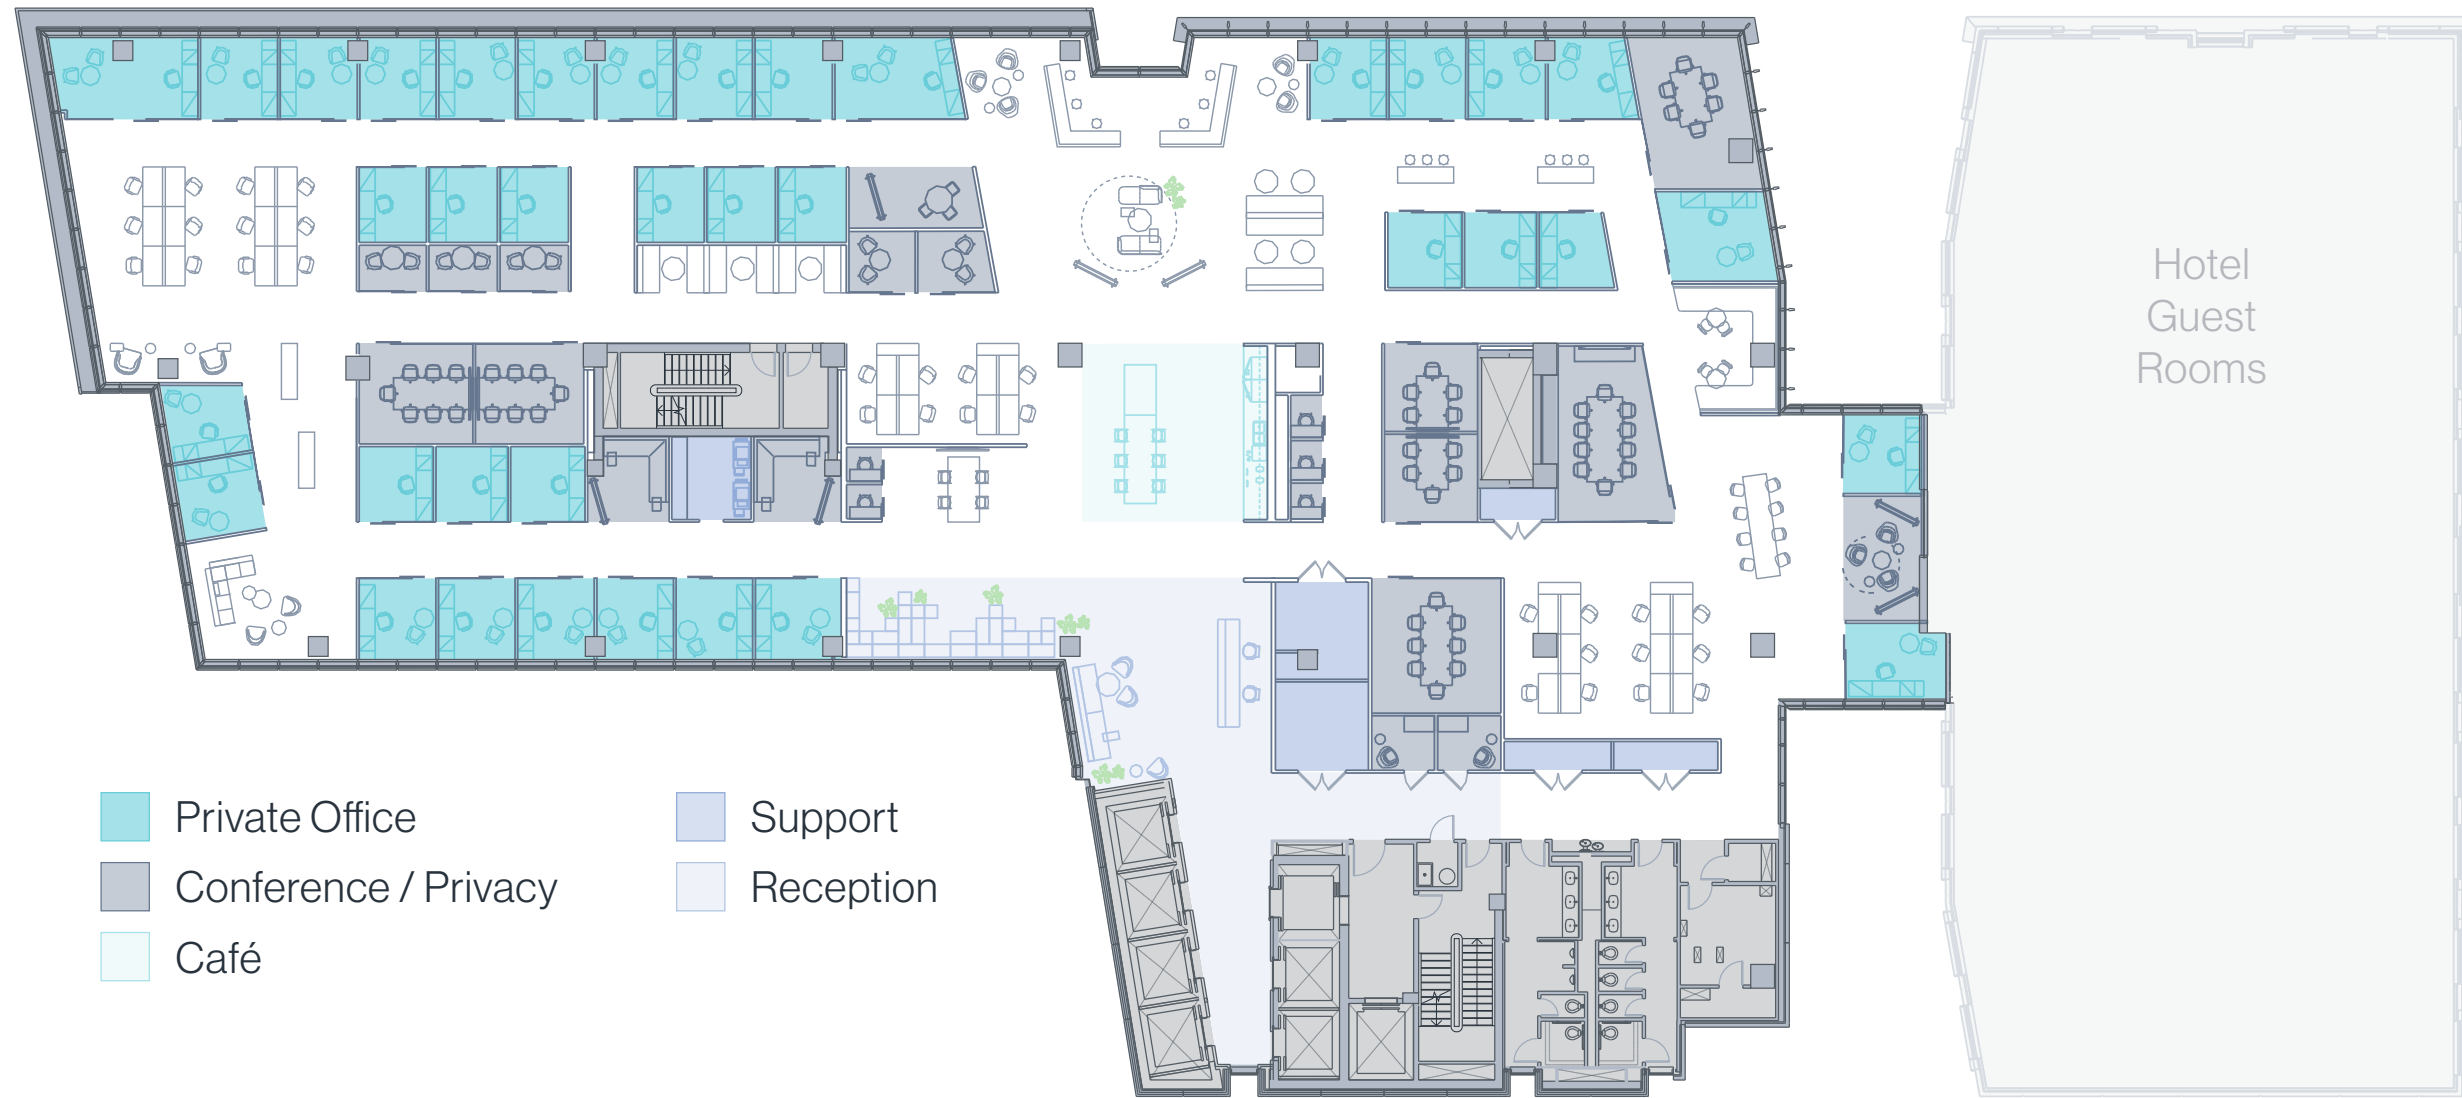 Hotel
Guest
Rooms
Private Office
Support
Conference / Privacy
Reception
Café